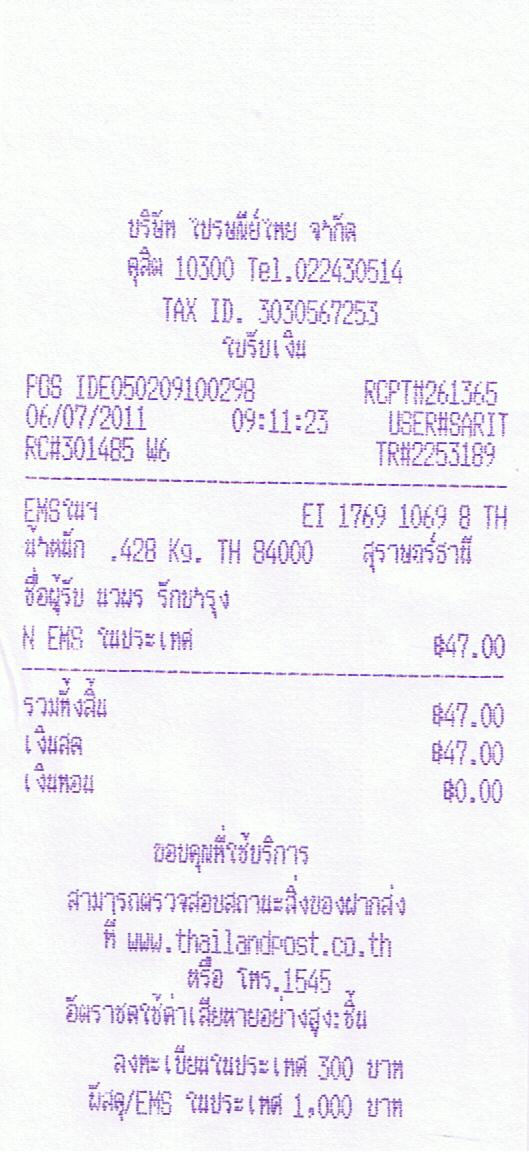 บริษัท ไปรษณีย์ไทย จำกัด
ดุสิต 10300 Tel.022430514
TAX ID. 3030567253
ใบรับเงิน
POS IDE050209100298 RCPT#261365
06/07/2011 09:11:23 USER#SARIT
RC#301485 W6 TR#2253189
EMSในฯ EI 1769 1069 8 TH
น้ำหนัก .428 Kg. TH 84000 สุราษฎร์ธานี
ชื่อผู้รับ นวพร รักบำรุง
N EMS ในประเทศ ฿47.00
รวมทั้งสิ้น ฿47.00
เงินสด ฿47.00
เงินทอน ฿0.00
ขอบคุณที่ใช้บริการ
สามารถตรวจสอบสถานะสิ่งของฝากส่ง
ที่ www.thailandpost.co.th
หรือ โทร.1545
อัตราชดใช้ค่าเสียหายอย่างสูง:ชิ้น
ลงทะเบียนในประเทศ 300 บาท
พัสดุ/EMS ในประเทศ 1,000 บาท